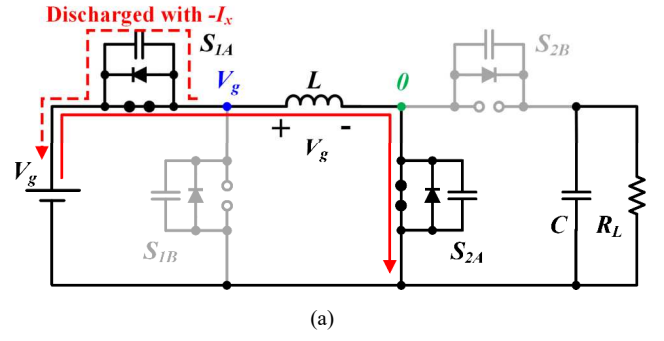 Discharged with -Ix
S1A
S2B
Vg
L
0
+ -
Vg
Vg
S1B
S2A
C
RL
(a)